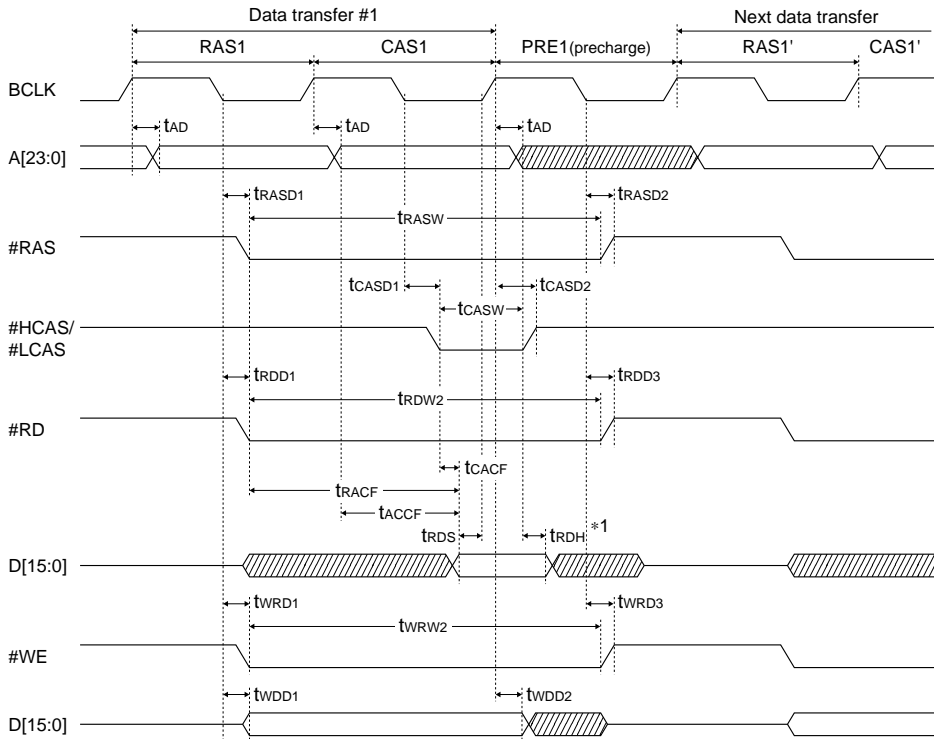 Data transfer #1 Next data transfer
RAS1 CAS1 PRE1(precharge) RAS1' CAS1'
BCLK
tAD tAD tAD
A[23:0]
tRASD1 tRASD2
tRASW
#RAS
tCASD1 tCASD2
tCASW
#HCAS/
#LCAS
tRDD1 tRDD3
tRDW2
#RD
tCACF
tRACF
tACCF
tRDS tRDH *1
D[15:0]
tWRD1 tWRD3
tWRW2
#WE
tWDD1 tWDD2
D[15:0]